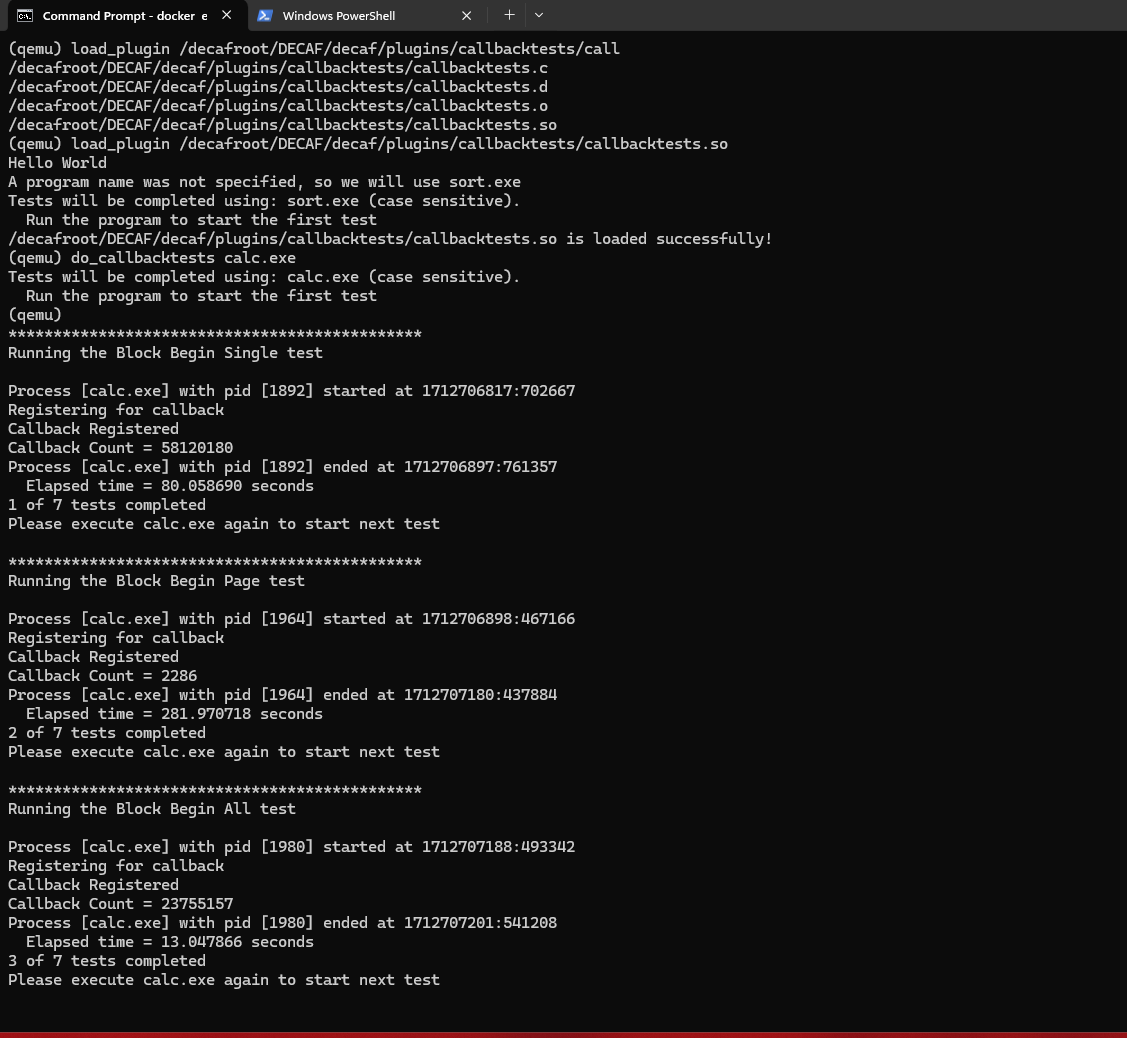 Command Prompt - docker e
Windows PowerShell
(qemu) load_plugin /decafroot/DECAF/decaf/plugins/callbacktests/call
/decafroot/DECAF/decaf/plugins/callbacktests/callbacktests.c
/decafroot/DECAF/decaf/plugins/callbacktests/callbacktests.d
/decafroot/DECAF/decaf/plugins/callbacktests/callbacktests.o
/decafroot/DECAF/decaf/plugins/callbacktests/callbacktests.so
(qemu) load_plugin /decafroot/DECAF/decaf/plugins/callbacktests/callbacktests.so
Hello World
A program name was not specified, so we will use sort.exe
Tests will be completed using: sort.exe (case sensitive).
  Run the program to start the first test
/decafroot/DECAF/decaf/plugins/callbacktests/callbacktests.so is loaded successfully!
(qemu) do_callbacktests calc.exe
Tests will be completed using: calc.exe (case sensitive).
  Run the program to start the first test
(qemu)
**********************************************
Running the Block Begin Single test

Process [calc.exe] with pid [1892] started at 1712706817:702667
Registering for callback
Callback Registered
Callback Count = 58120180
Process [calc.exe] with pid [1892] ended at 1712706897:761357
  Elapsed time = 80.058690 seconds
1 of 7 tests completed
Please execute calc.exe again to start next test

**********************************************
Running the Block Begin Page test

Process [calc.exe] with pid [1964] started at 1712706898:467166
Registering for callback
Callback Registered
Callback Count = 2286
Process [calc.exe] with pid [1964] ended at 1712707180:437884
  Elapsed time = 281.970718 seconds
2 of 7 tests completed
Please execute calc.exe again to start next test

**********************************************
Running the Block Begin All test

Process [calc.exe] with pid [1980] started at 1712707188:493342
Registering for callback
Callback Registered
Callback Count = 23755157
Process [calc.exe] with pid [1980] ended at 1712707201:541208
  Elapsed time = 13.047866 seconds
3 of 7 tests completed
Please execute calc.exe again to start next test